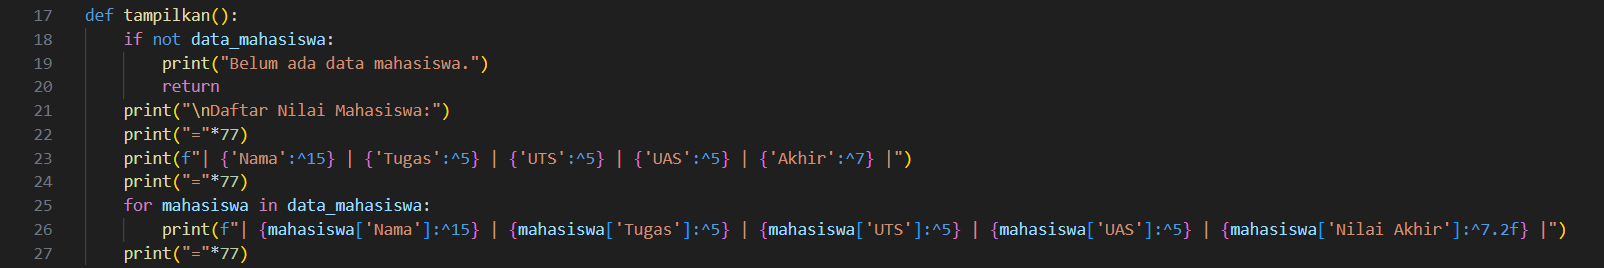 17 def tampilkan():
18     if not data_mahasiswa:
19         print("Belum ada data mahasiswa.")
20         return
21     print("\nDaftar Nilai Mahasiswa:")
22     print("="*77)
23     print(f"| {'Nama':^15} | {'Tugas':^5} | {'UTS':^5} | {'UAS':^5} | {'Akhir':^7} |")
24     print("="*77)
25     for mahasiswa in data_mahasiswa:
26         print(f"| {mahasiswa['Nama']:^15} | {mahasiswa['Tugas']:^5} | {mahasiswa['UTS']:^5} | {mahasiswa['UAS']:^5} | {mahasiswa['Nilai Akhir']:^7.2f} |")
27     print("="*77)